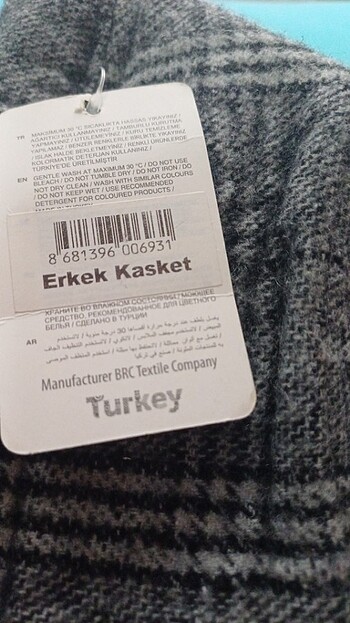 TR MAKSİMUM 30 °C SICAKLIKTA HASSAS YIKAYINIZ /
AĞARTICI KULLANMAYINIZ / TAMBURLU KURUTMA
YAPMAYINIZ / ÜTÜLEMEYİNİZ / KURU TEMİZLEME
YAPILMAZ / BENZER RENKLERLE BİRLİKTE YIKAYINIZ
/ ISLAK HALDE BEKLETMEYİNİZ / RENKLİ ÜRÜNLERDE
KOLORMATİK DETERJAN KULLANINIZ /
TÜRKİYE'DE ÜRETİLMİŞTİR
EN GENTLE WASH AT MAXIMUM 30 °C / DO NOT USE
BLEACH / DO NOT TUMBLE DRY / DO NOT IRON / DO
NOT DRY CLEAN / WASH WITH SIMILAR COLOURS
/ DO NOT KEEP WET / USE RECOMMENDED
DETERGENT FOR COLOURED PRODUCTS /
8 681396 006931
Erkek Kasket
ХРАНИТЕ ВО ВЛАЖНОМ СОСТОЯНИИ / МОЮЩЕЕ
СРЕДСТВО, РЕКОМЕНДОВАННОЕ ДЛЯ ЦВЕТНОГО
БЕЛЬЯ / СДЕЛАНО В ТУРЦИИ
AR
Manufacturer BRC Textile Company
Turkey